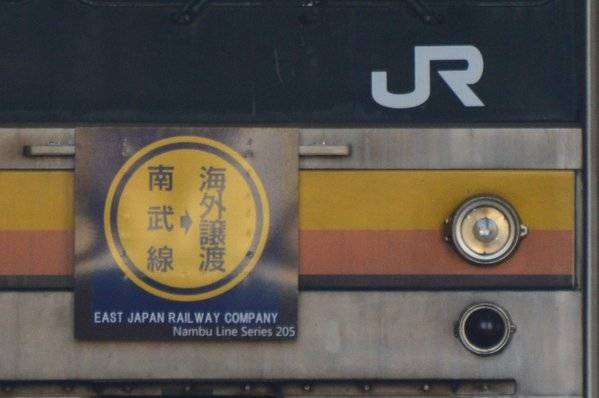 JR
南武線➡海外譲渡
EAST JAPAN RAILWAY COMPANY
Nambu Line Series 205